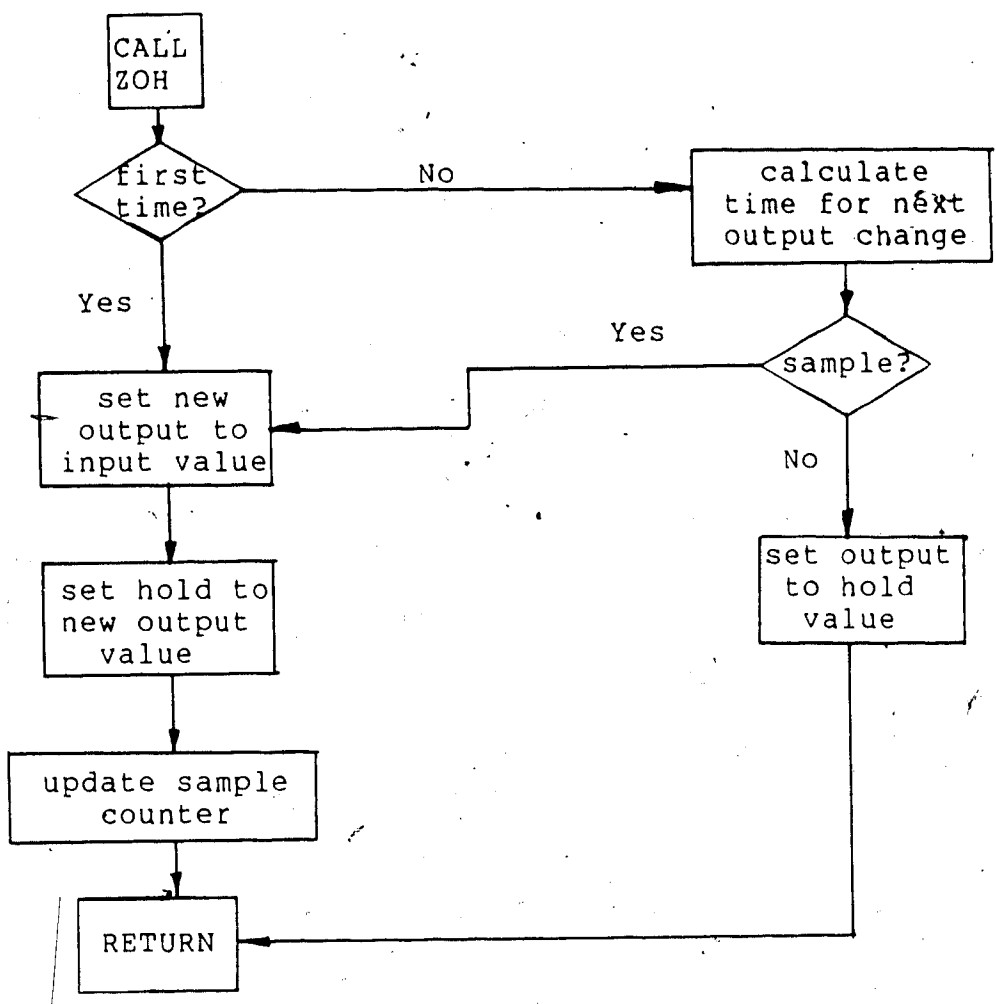 CALL
ZOH
first
time?
No
calculate
time for next
output change
Yes
Yes
sample?
set new
output to
input value
No
set output
to hold
value
set hold to
new output
value
update sample
counter
RETURN